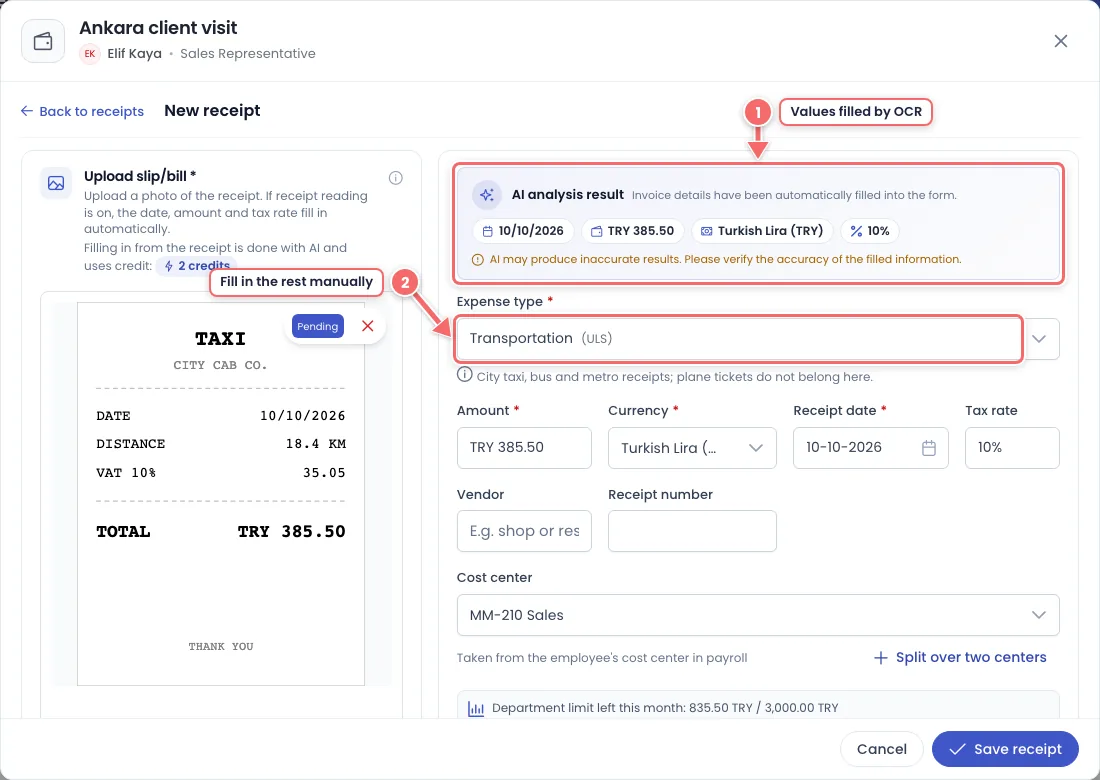 Ankara client visit
EK Elif Kaya • Sales Representative
Back to receipts
New receipt
1
Values filled by OCR
Upload slip/bill *
Upload a photo of the receipt. If receipt reading
is on, the date, amount and tax rate fill in
automatically.
Filling in from the receipt is done with AI and
uses credit: 2 credits
Fill in the rest manually
2
Pending
TAXI
CITY CAB CO.
DATE 10/10/2026
DISTANCE 18.4 KM
VAT 10% 35.05
TOTAL TRY 385.50
THANK YOU
AI analysis result Invoice details have been automatically filled into the form.
10/10/2026 TRY 385.50 Turkish Lira (TRY) 10%
AI may produce inaccurate results. Please verify the accuracy of the filled information.
Expense type *
Transportation (ULS)
City taxi, bus and metro receipts; plane tickets do not belong here.
Amount * Currency * Receipt date * Tax rate
TRY 385.50 Turkish Lira (... 10-10-2026 10%
Vendor Receipt number
E.g. shop or res
Cost center
MM-210 Sales
Taken from the employee's cost center in payroll
Split over two centers
Department limit left this month: 835.50 TRY / 3,000.00 TRY
Cancel
Save receipt